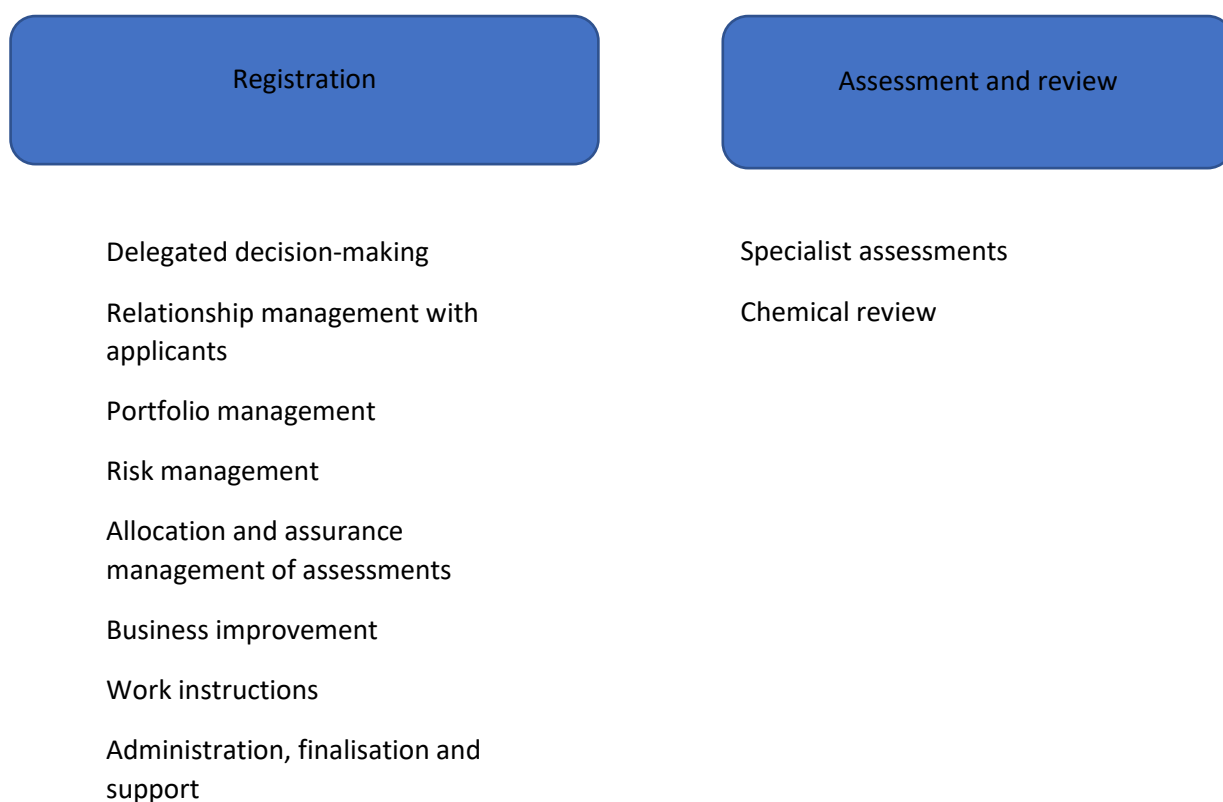 Registration
Delegated decision-making
Relationship management with
applicants
Portfolio management
Risk management
Allocation and assurance
management of assessments
Business improvement
Work instructions
Administration, finalisation and
support
Assessment and review
Specialist assessments
Chemical review